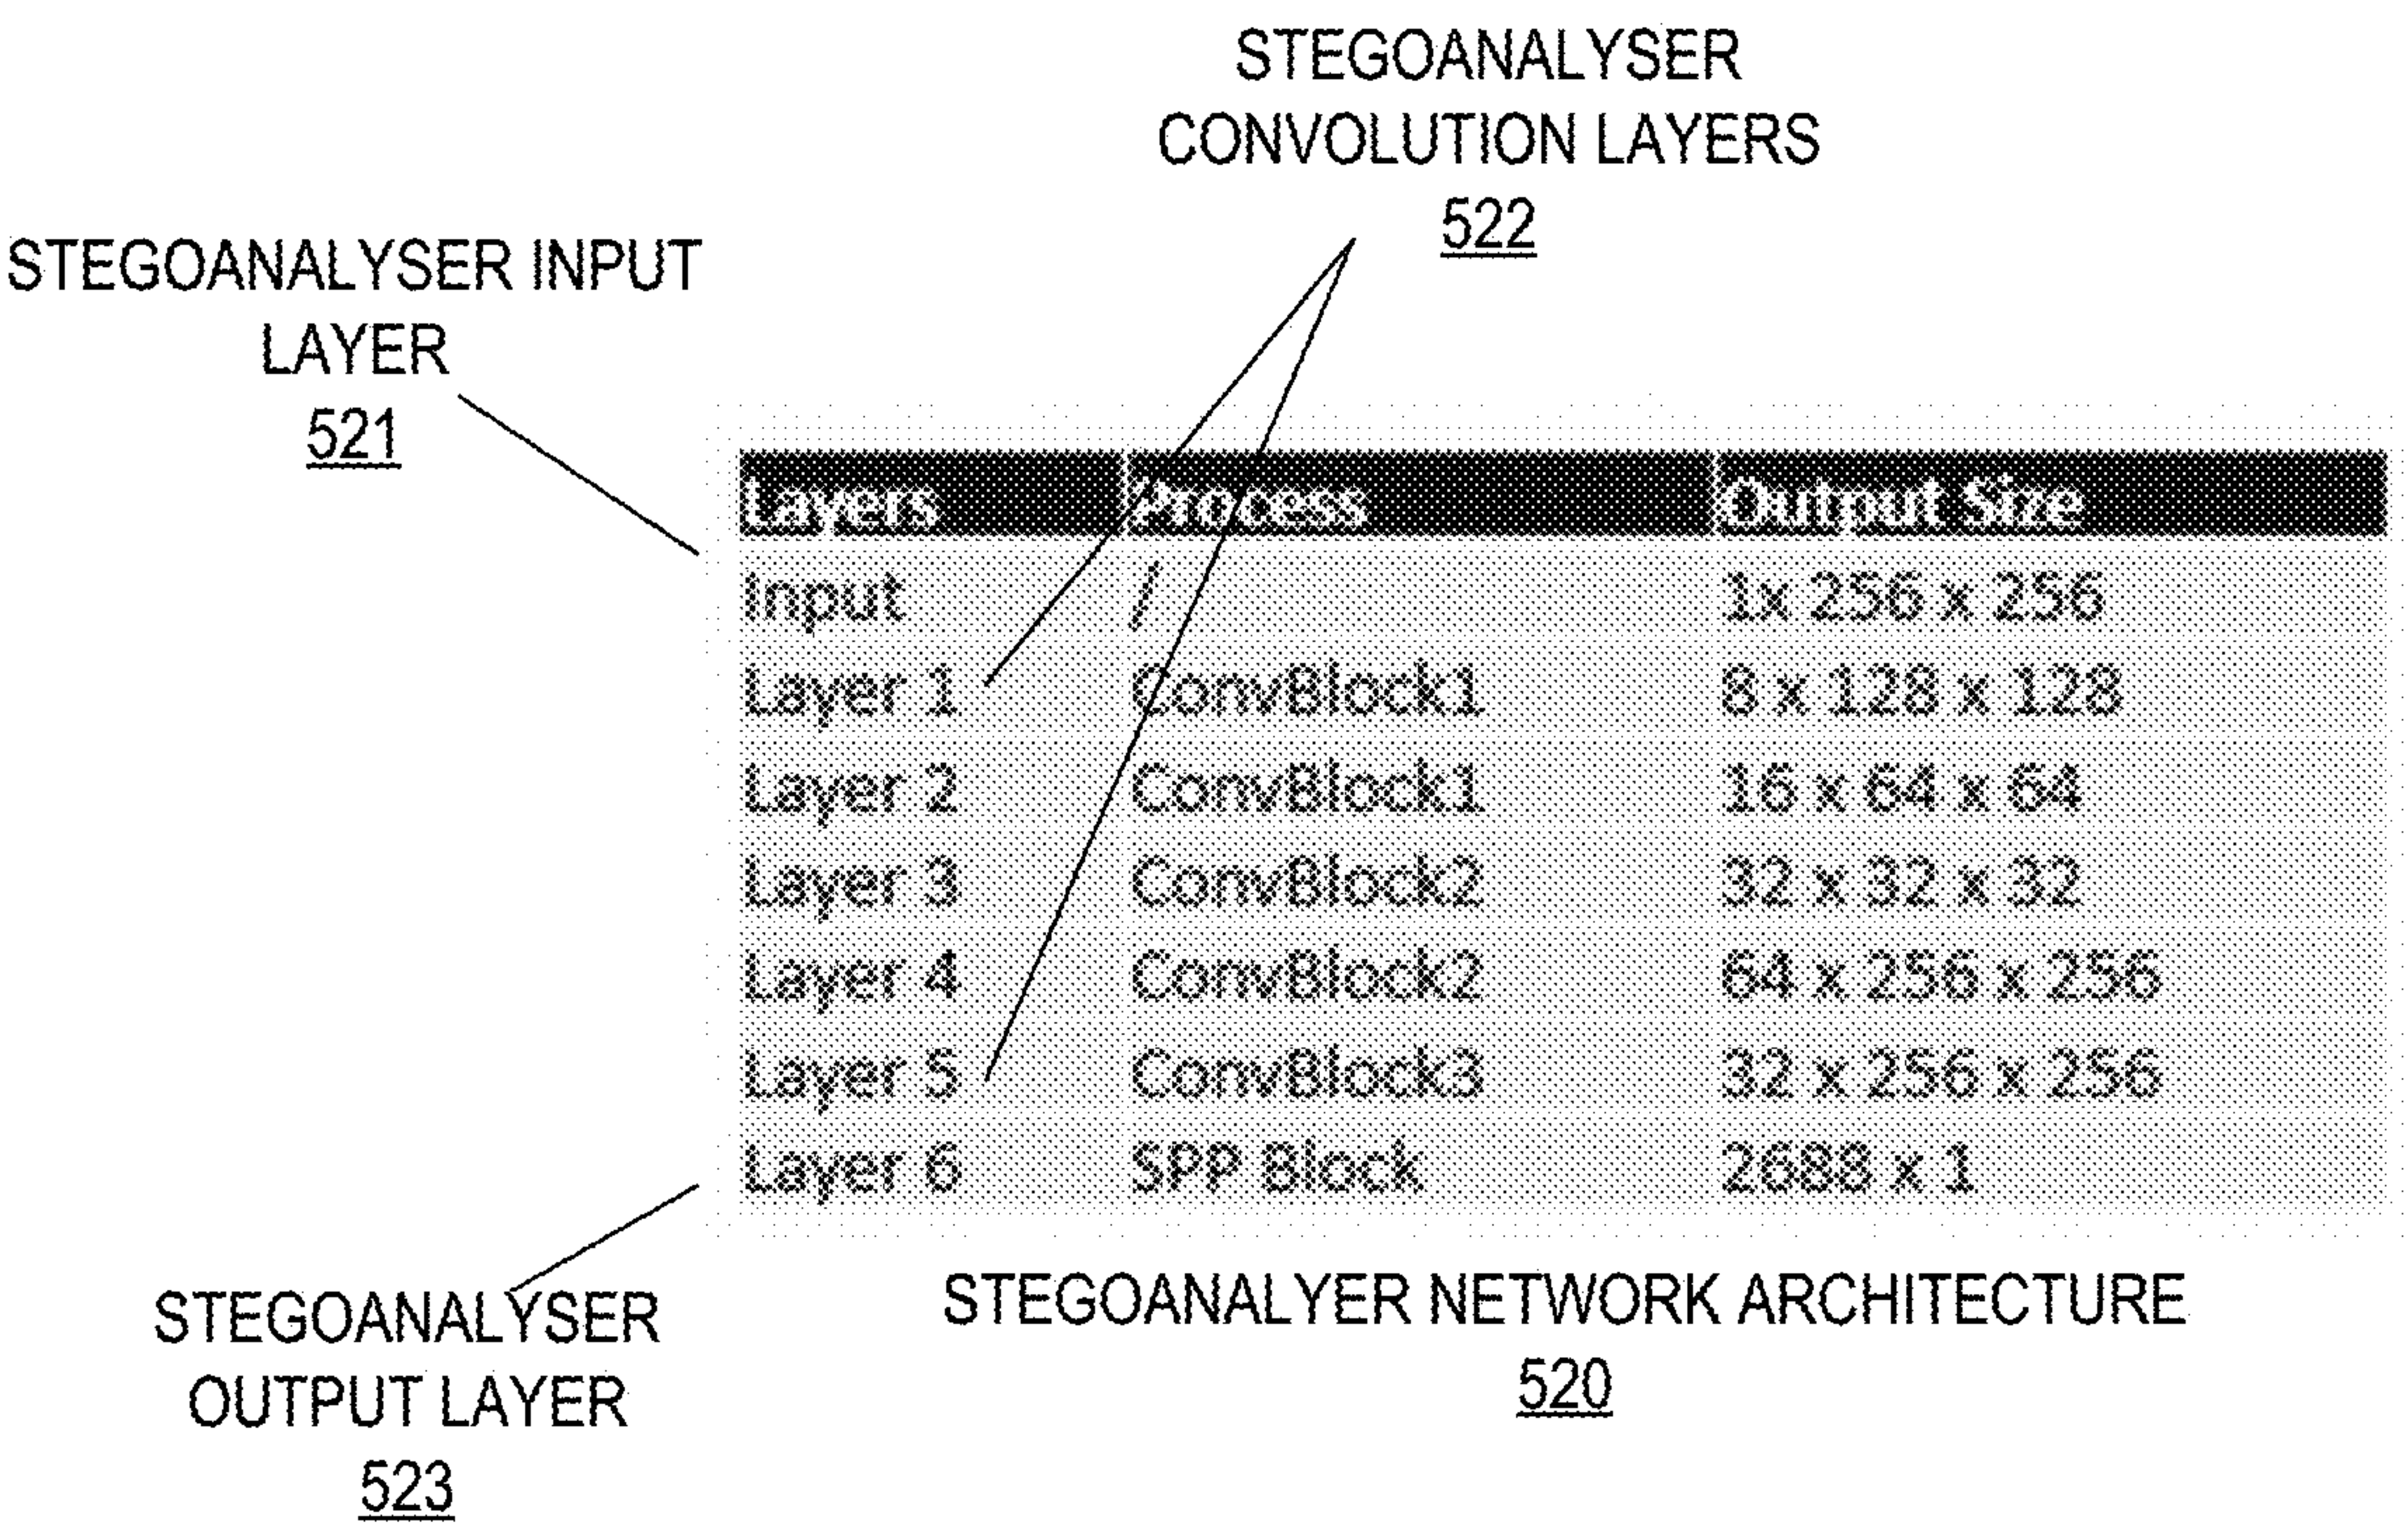 STEGOANALYSER
CONVOLUTION LAYERS
522
STEGOANALYSER INPUT
LAYER
521
Layers Process Output Size
Input / 1x 256 x 256
Layer 1 ConvBlock1 8 x 128 x 128
Layer 2 ConvBlock1 16 x 64 x 64
Layer 3 ConvBlock2 32 x 32 x 32
Layer 4 ConvBlock2 64 x 256 x 256
Layer 5 ConvBlock3 32 x 256 x 256
Layer 6 SPP Block 2688 x 1
STEGOANALYSER
OUTPUT LAYER
523
STEGOANALYER NETWORK ARCHITECTURE
520